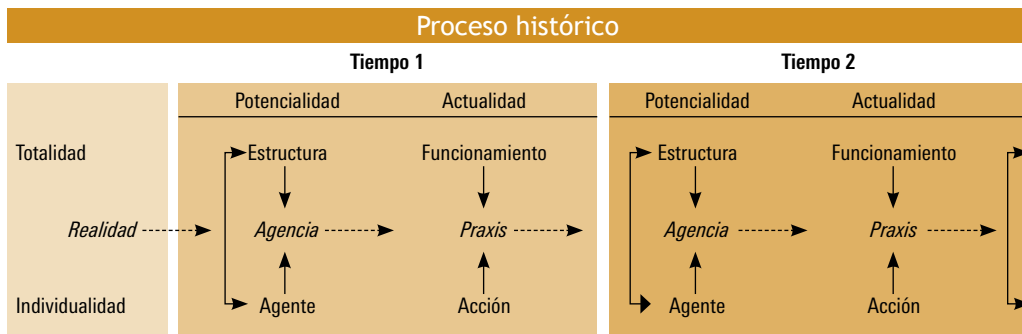 Proceso histórico
Tiempo 1 Tiempo 2
Potencialidad Actualidad Potencialidad Actualidad
Totalidad Estructura Funcionamiento Estructura Funcionamiento
Realidad Agencia Praxis Agencia Praxis
Individualidad Agente Acción Agente Acción